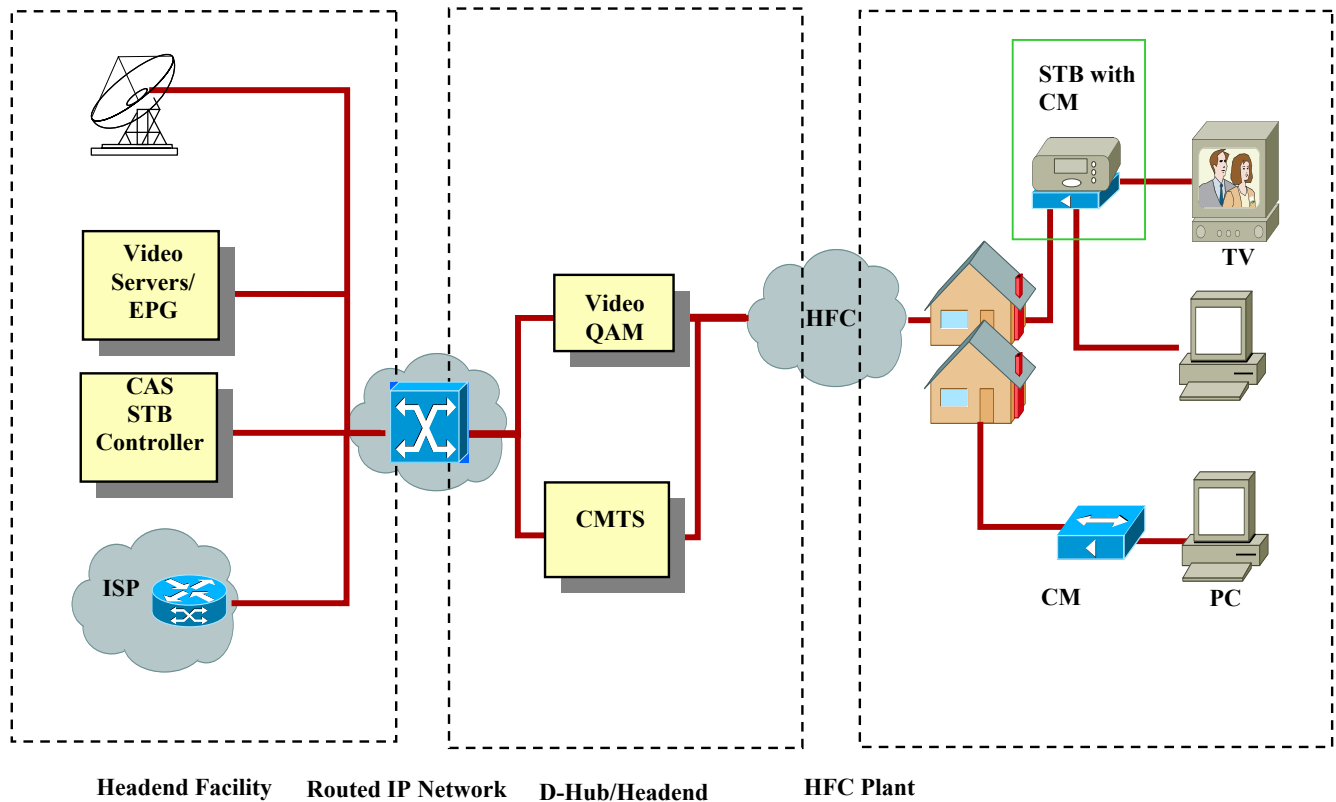 Video
Servers/
EPG
CAS
STB
Controller
ISP
Video
QAM
CMTS
HFC
STB with
CM
TV
CM
PC
Headend Facility
Routed IP Network
D-Hub/Headend
HFC Plant